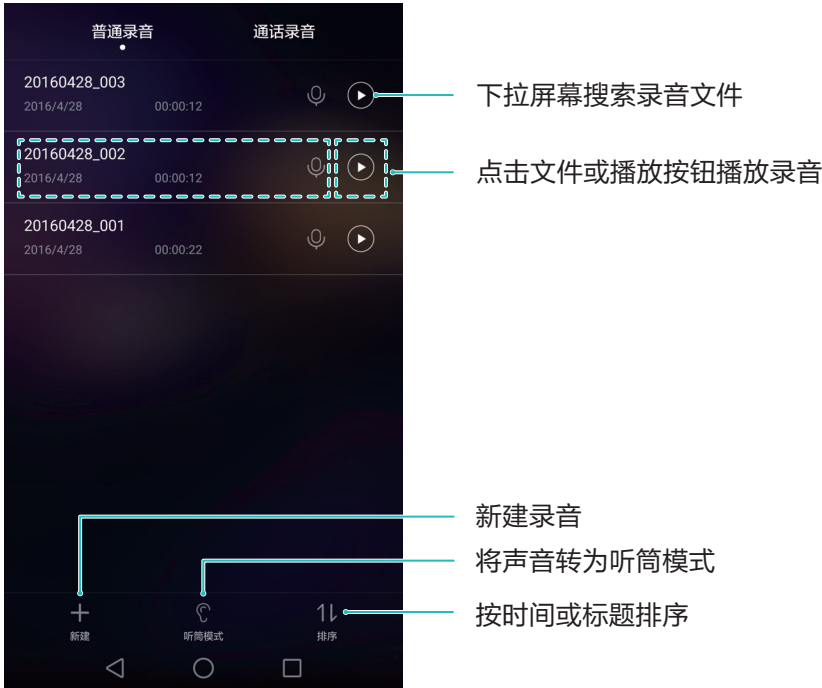 普通录音
通话录音
20160428_003
2016/4/28
00:00:12
下拉屏幕搜索录音文件
20160428_002
2016/4/28
00:00:12
点击文件或播放按钮播放录音
20160428_001
2016/4/28
00:00:22
新建录音
将声音转为听筒模式
按时间或标题排序
新建
听筒模式
排序